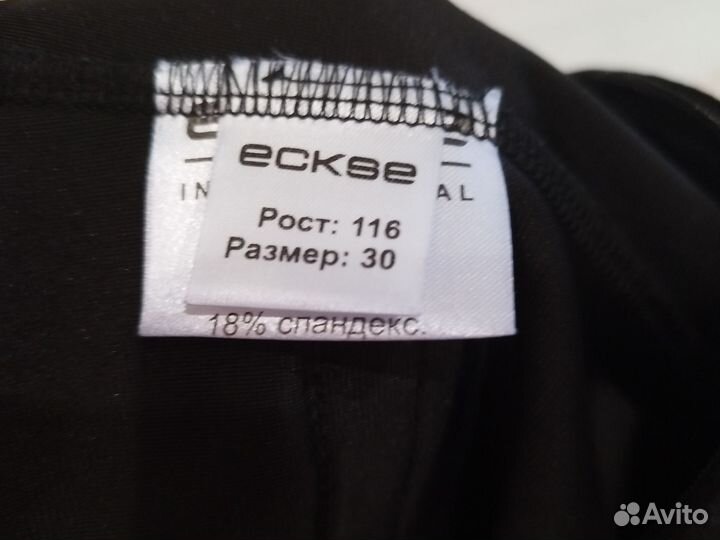 eckse
IN AL
Рост: 116
Размер: 30
18% спандекс.
Avito